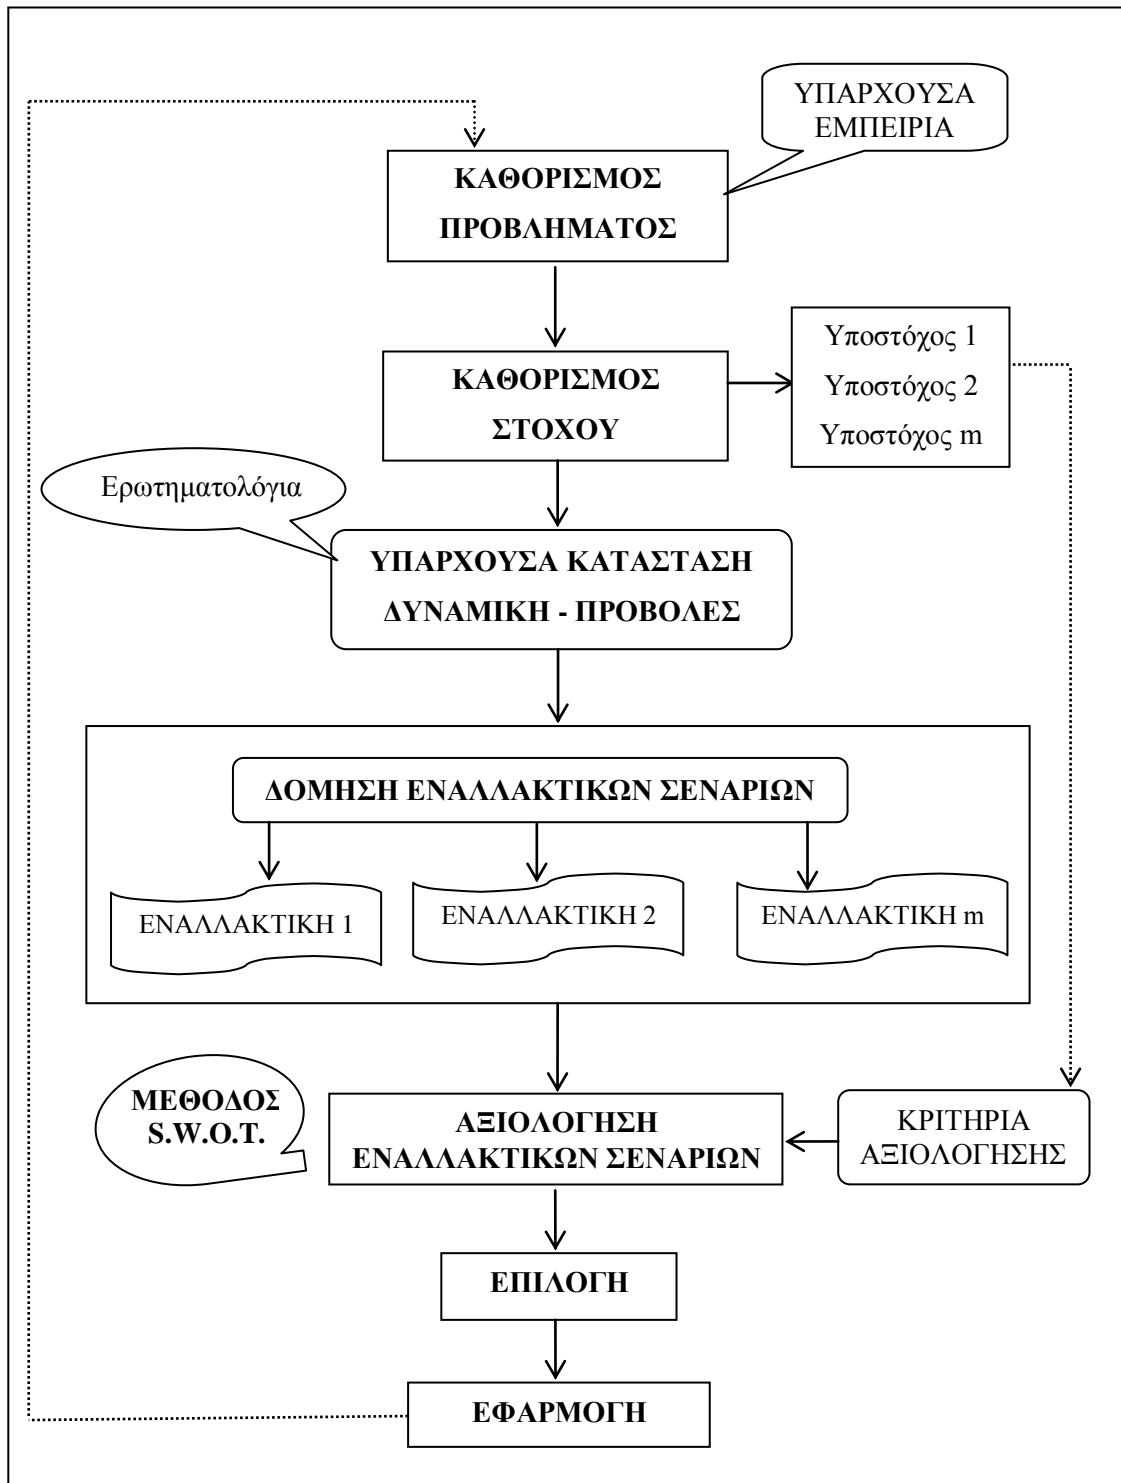 ΥΠΑΡΧΟΥΣΑ
ΕΜΠΕΙΡΙΑ
ΚΑΘΟΡΙΣΜΟΣ
ΠΡΟΒΛΗΜΑΤΟΣ
Υποστόχος 1
Υποστόχος 2
Υποστόχος m
ΚΑΘΟΡΙΣΜΟΣ
ΣΤΟΧΟΥ
Ερωτηματολόγια
ΥΠΑΡΧΟΥΣΑ ΚΑΤΑΣΤΑΣΗ
ΔΥΝΑΜΙΚΗ - ΠΡΟΒΟΛΕΣ
ΔΟΜΗΣΗ ΕΝΑΛΛΑΚΤΙΚΩΝ ΣΕΝΑΡΙΩΝ
ΕΝΑΛΛΑΚΤΙΚΗ 1
ΕΝΑΛΛΑΚΤΙΚΗ 2
ΕΝΑΛΛΑΚΤΙΚΗ m
ΜΕΘΟΔΟΣ
S.W.O.T.
ΑΞΙΟΛΟΓΗΣΗ
ΕΝΑΛΛΑΚΤΙΚΩΝ ΣΕΝΑΡΙΩΝ
ΚΡΙΤΗΡΙΑ
ΑΞΙΟΛΟΓΗΣΗΣ
ΕΠΙΛΟΓΗ
ΕΦΑΡΜΟΓΗ